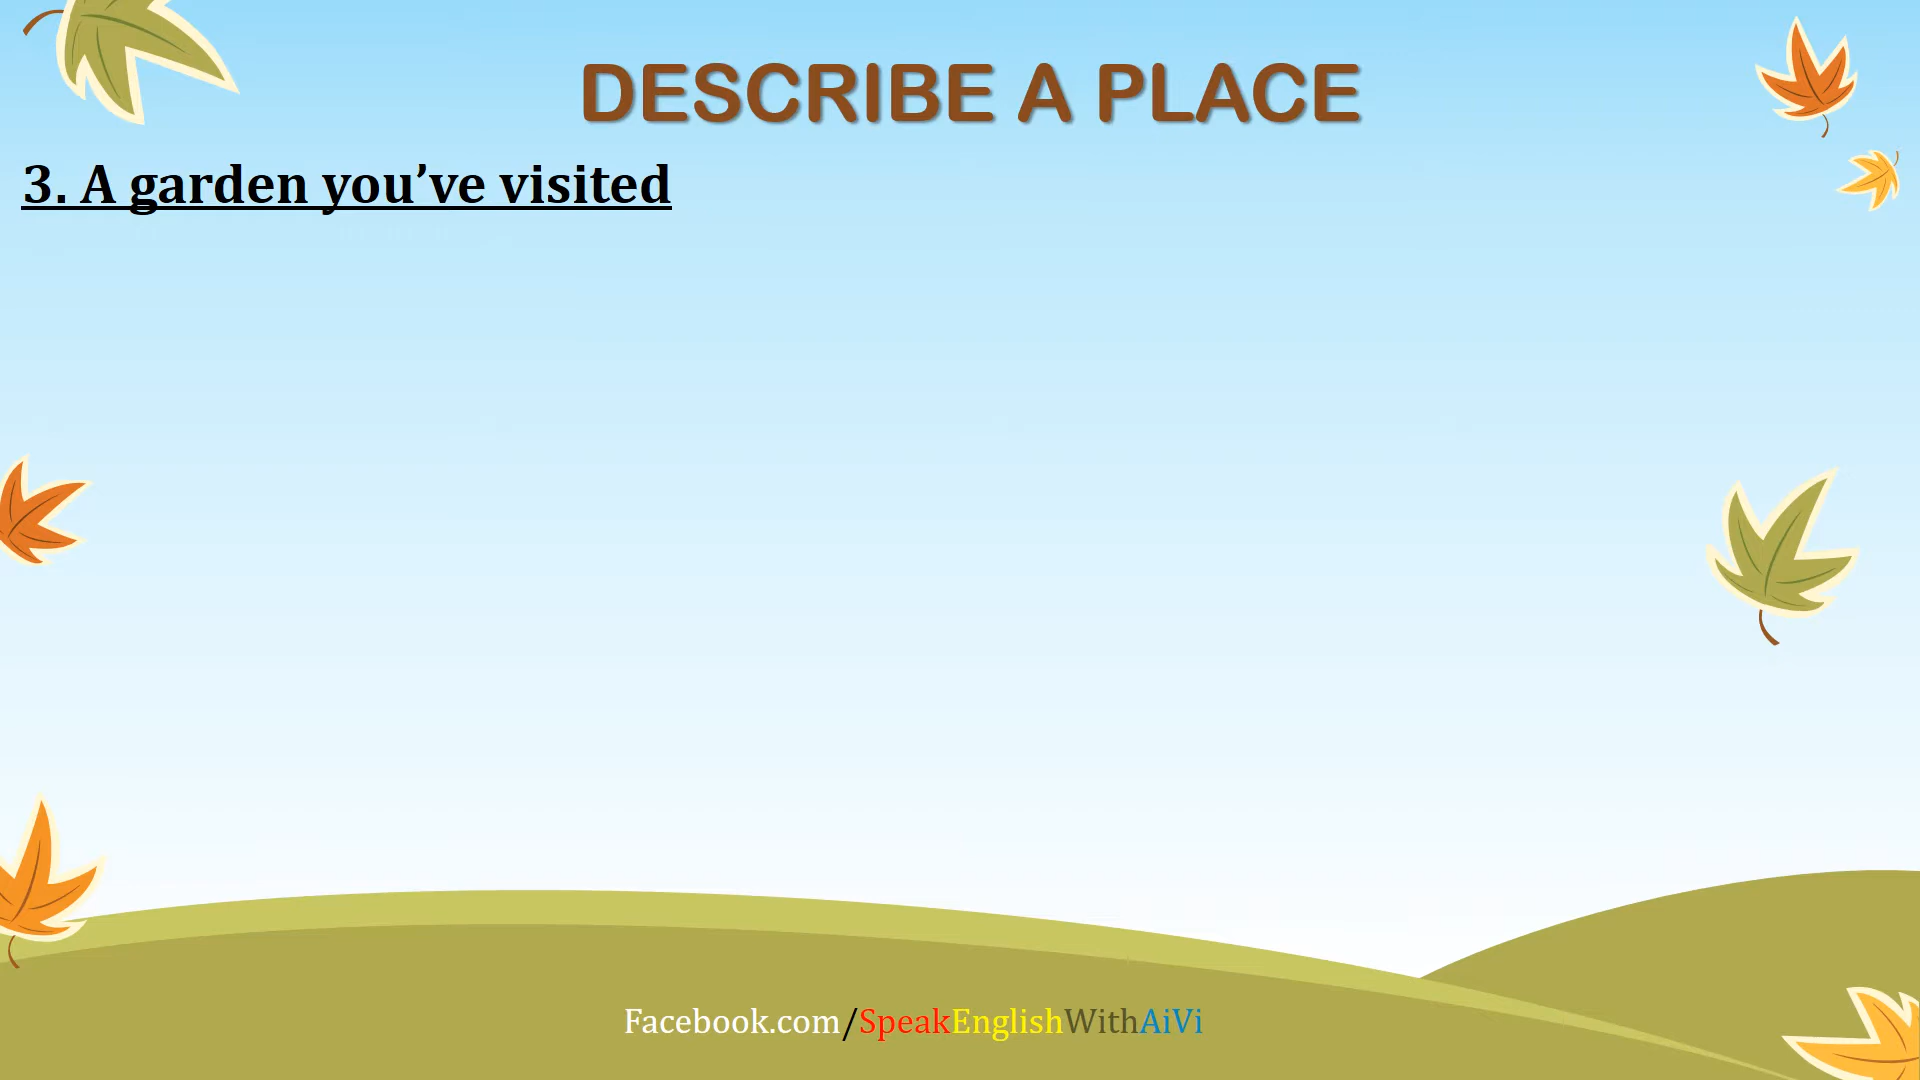 DESCRIBE A PLACE
3. A garden you’ve visited
Facebook.com/SpeakEnglishWithAiVi